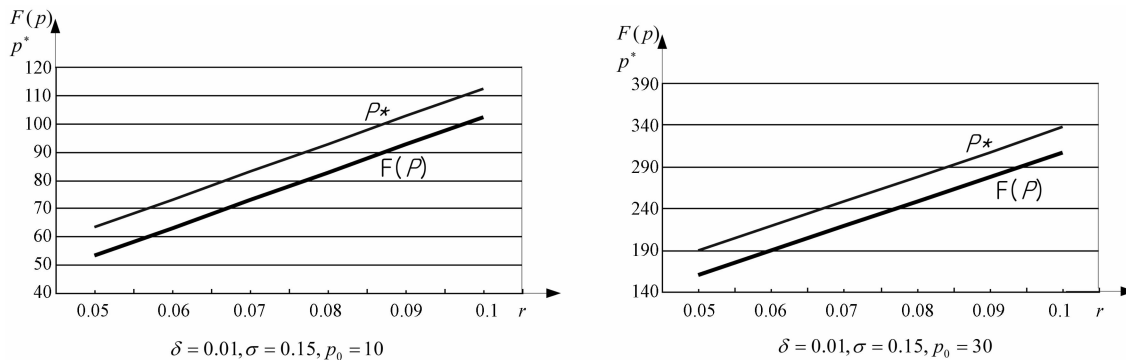 F(p)
p*
120
110
100
90
80
70
60
50
40
P*
F(P)
0.05 0.06 0.07 0.08 0.09 0.1 r
δ = 0.01, σ = 0.15, p₀ = 10
F(p)
p*
390
340
290
240
190
140
P*
F(P)
0.05 0.06 0.07 0.08 0.09 0.1 r
δ = 0.01, σ = 0.15, p₀ = 30